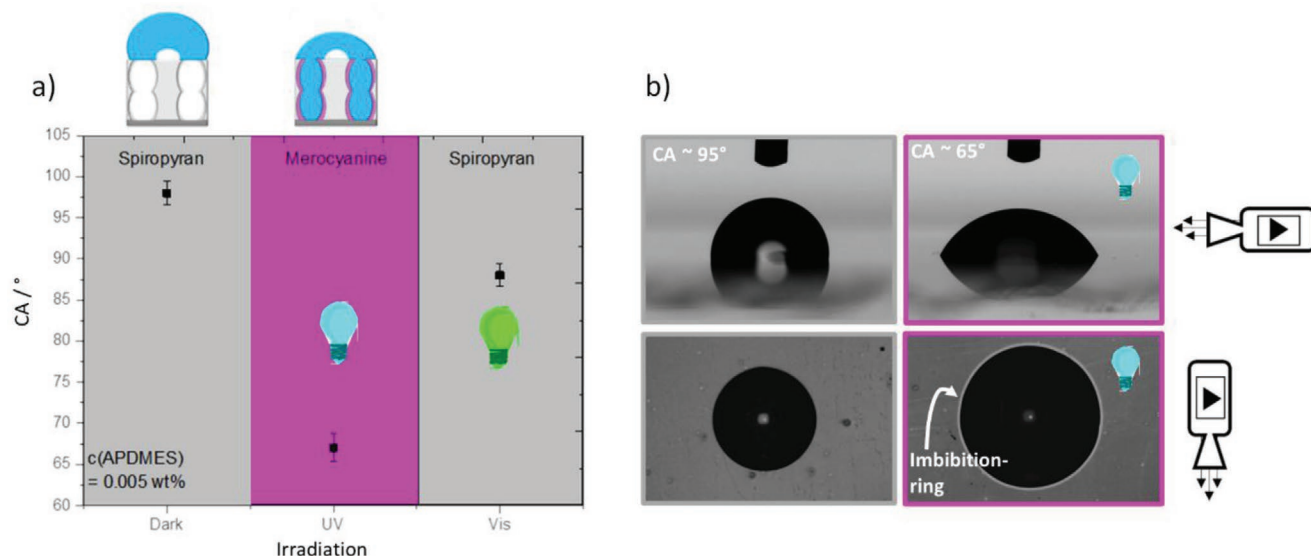 a)
105
100
95
90
85
80
75
70
65
60
CA / °
Spiropyran
Merocyanine
Spiropyran
c(APDMES)
= 0.005 wt%
Dark
UV
Vis
Irradiation
b)
CA ~ 95°
CA ~ 65°
Imbibition-
ring